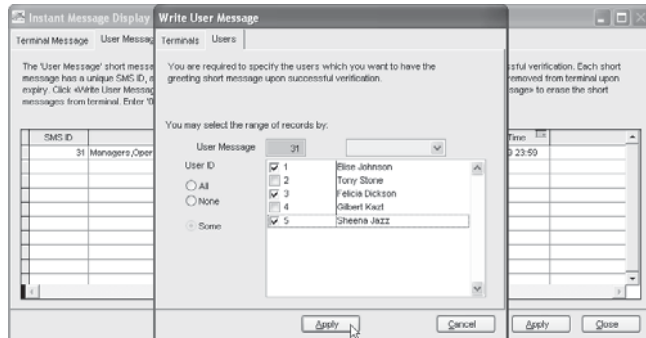 Instant Message Display
Write User Message
Terminal Message User Messag
Terminals Users
The 'User Message' short messa
message has a unique SMS ID, 
expiry. Click «Write User Messag
messages from terminal. Enter '0
You are required to specify the users which you want to have the
greeting short message upon successful verification.
sful verification. Each short
removed from terminal upon
sage» to erase the short
You may select the range of records by:
User Message 31
SMS ID
Time
31 Managers,Oper
9 23:59
User ID
All
None
Some
1 Elise Johnson
2 Tony Stone
3 Felicia Dickson
4 Gilbert Kazt
5 Sheena Jazz
Apply Cancel
Apply Close